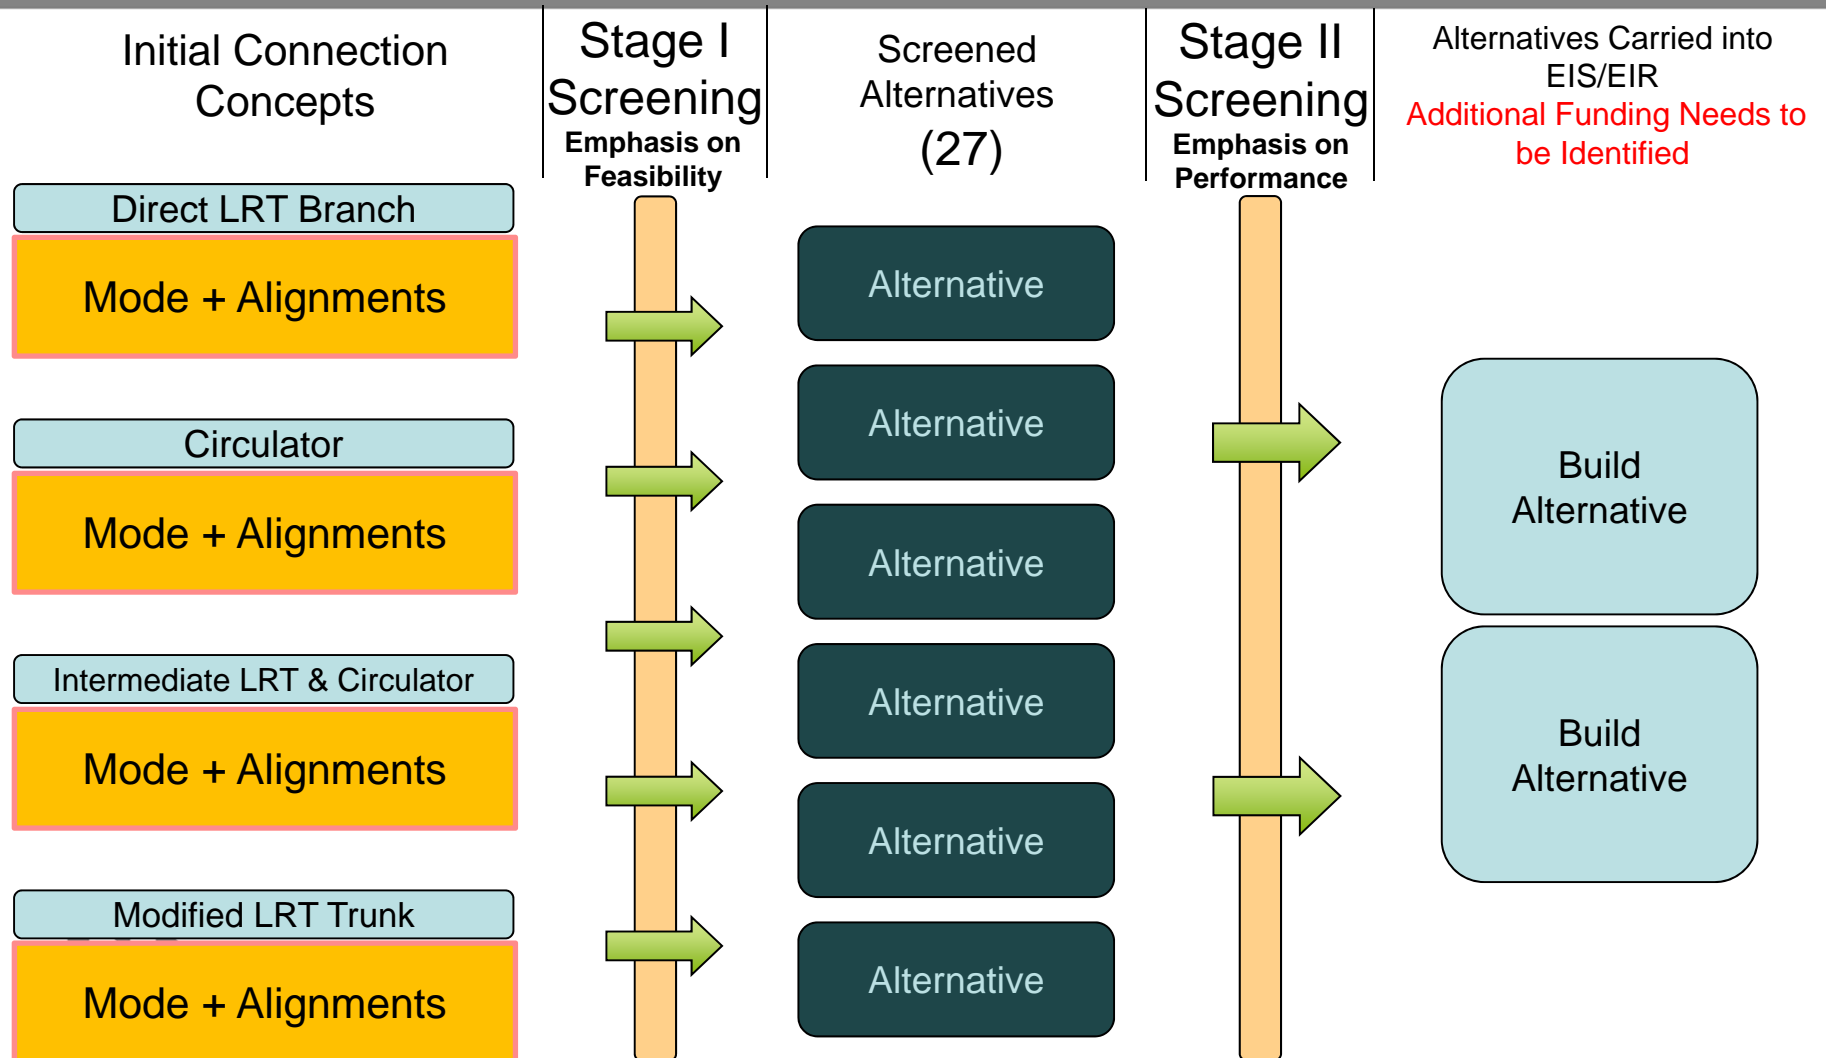 Initial Connection
Concepts
Direct LRT Branch
Mode + Alignments
Circulator
Mode + Alignments
Intermediate LRT & Circulator
Mode + Alignments
Modified LRT Trunk
Mode + Alignments
Stage I
Screening
Emphasis on
Feasibility
Screened
Alternatives
(27)
Alternative
Alternative
Alternative
Alternative
Alternative
Alternative
Stage II
Screening
Emphasis on
Performance
Alternatives Carried into
EIS/EIR
Additional Funding Needs to
be Identified
Build
Alternative
Build
Alternative